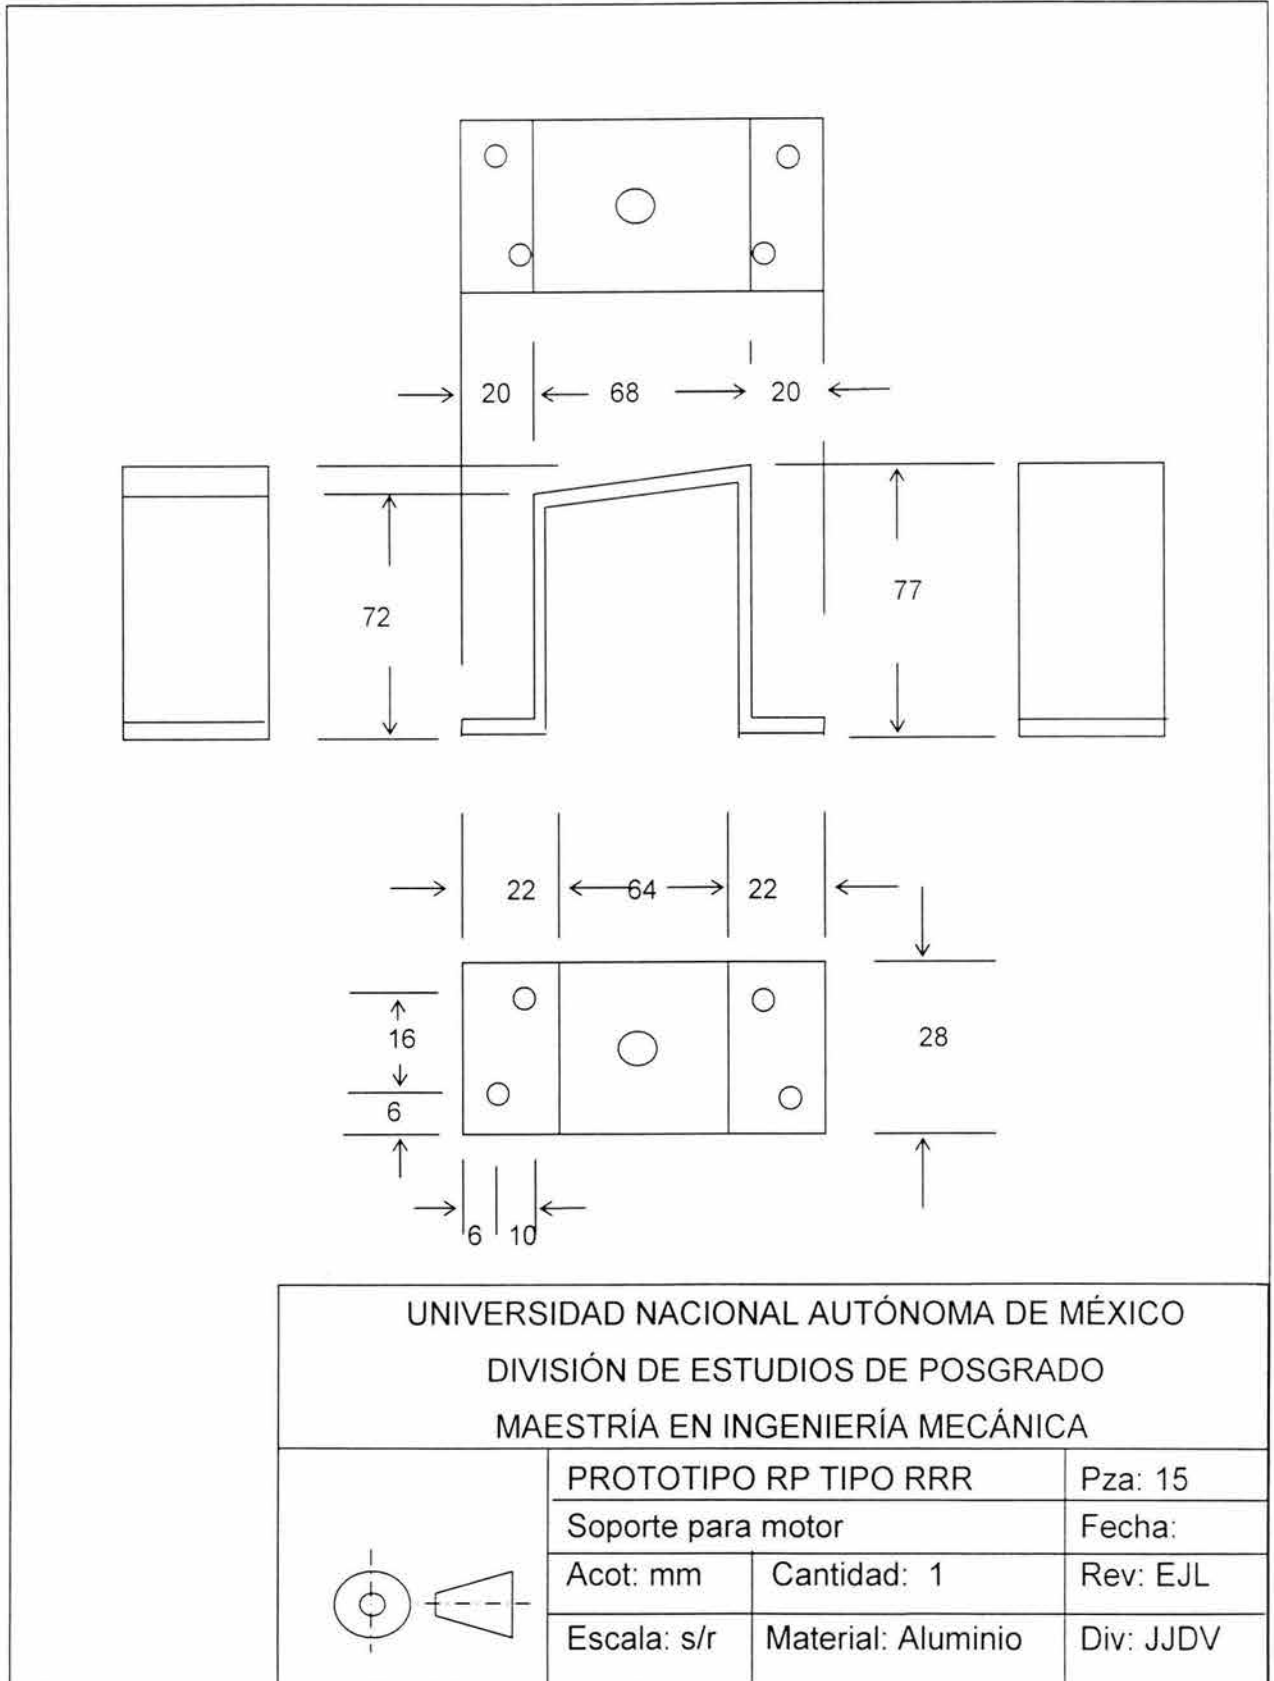 20 68 20
72
77
22 64 22
16
28
6
6 10
UNIVERSIDAD NACIONAL AUTÓNOMA DE MÉXICO
DIVISIÓN DE ESTUDIOS DE POSGRADO
MAESTRÍA EN INGENIERÍA MECÁNICA
PROTOTIPO RP TIPO RRR
Pza: 15
Soporte para motor
Fecha:
Acot: mm
Cantidad: 1
Rev: EJL
Escala: s/r
Material: Aluminio
Div: JJDV